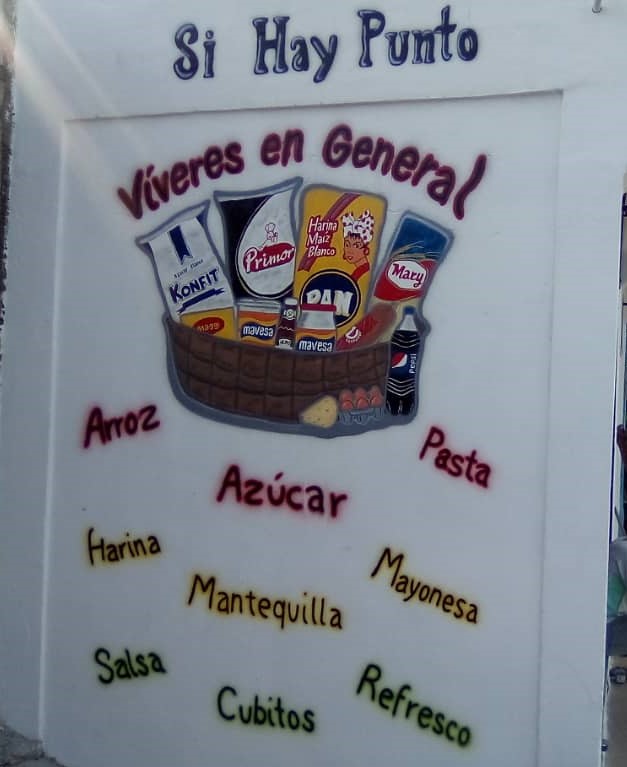 Si Hay Punto
Víveres en General
KONFIT
Primor
Harina
Maíz
Blanco
PAN
Mary
MAGGI
mavesa
mavesa
PEPSI
Arroz
Pasta
Azúcar
Harina
Mayonesa
Mantequilla
Salsa
Refresco
Cubitos